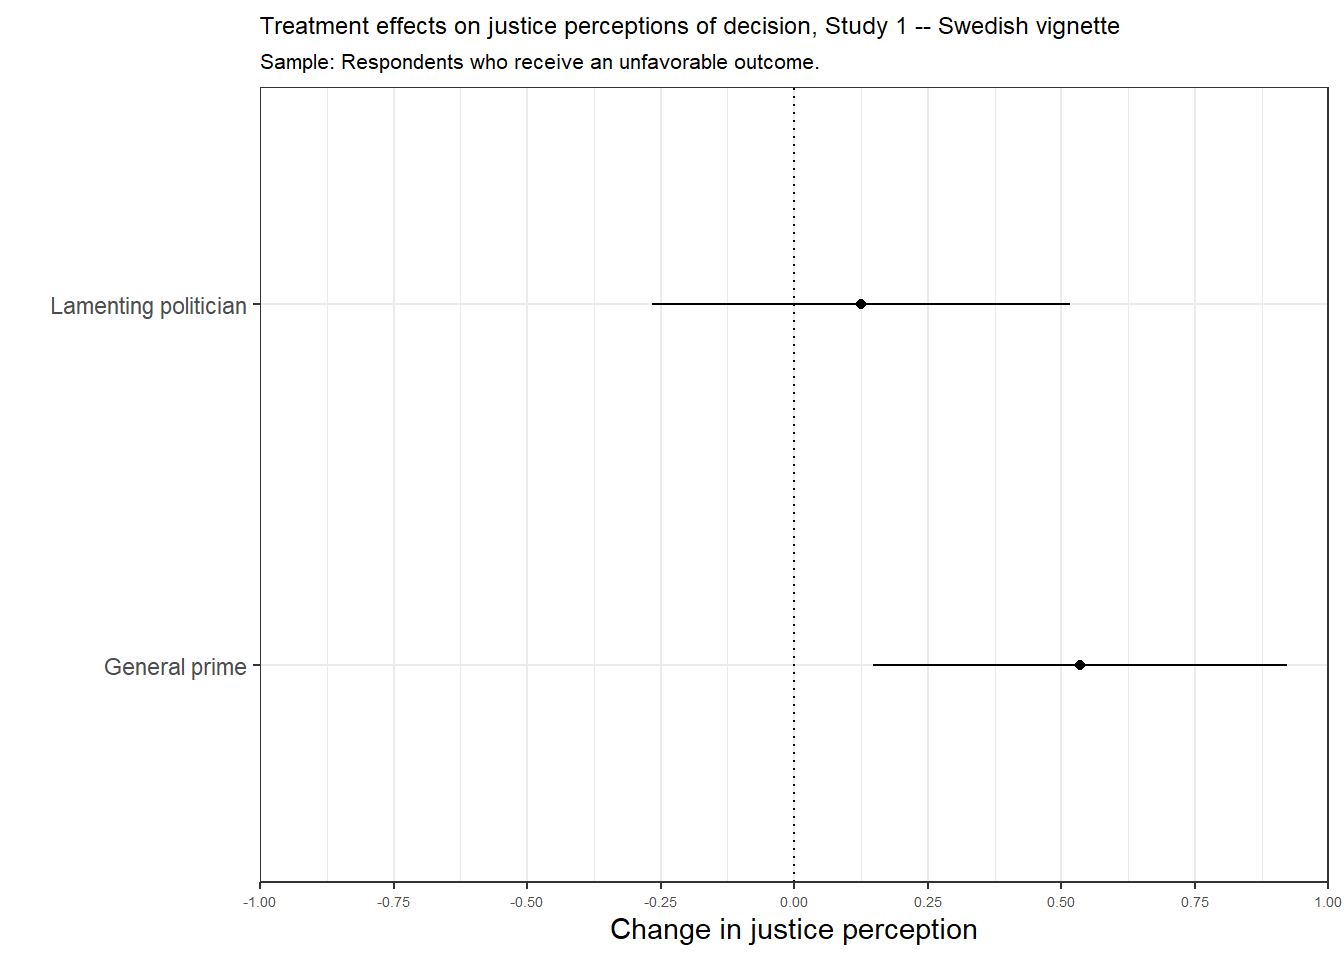 Treatment effects on justice perceptions of decision, Study 1 -- Swedish vignette
Sample: Respondents who receive an unfavorable outcome.
Lamenting politician
General prime
-1.00 -0.75 -0.50 -0.25 0.00 0.25 0.50 0.75 1.00
Change in justice perception